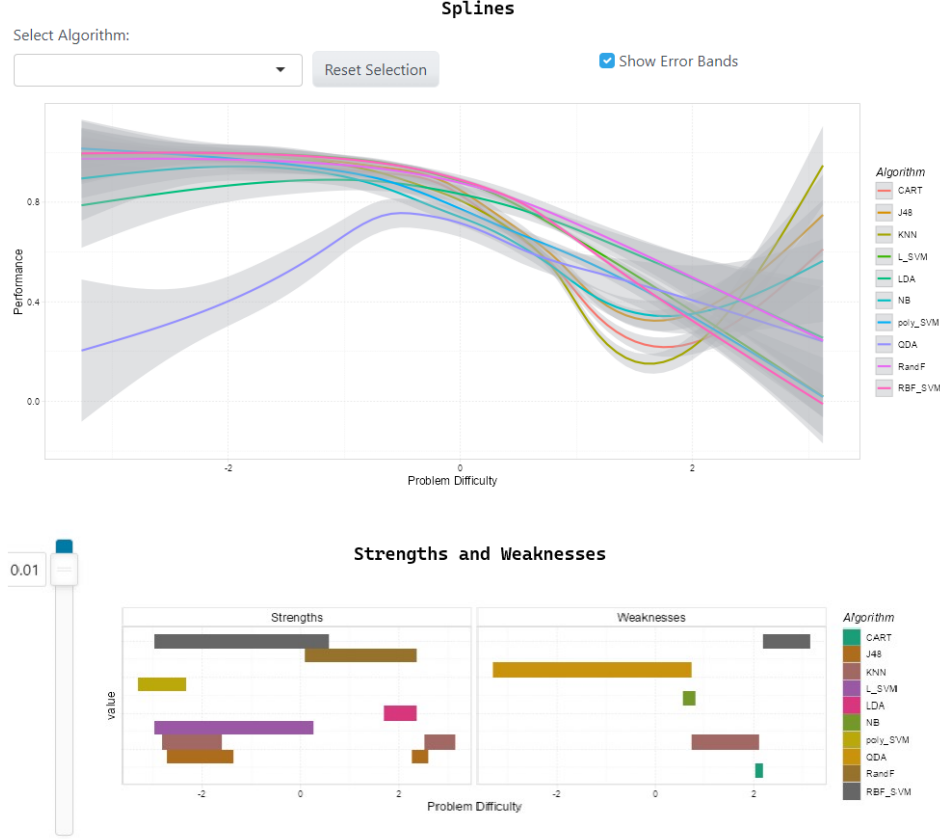 Splines
Select Algorithm:
Reset Selection
Show Error Bands
0.8
0.4
0.0
Performance
-2
0
2
Problem Difficulty
Algorithm
CART
J48
KNN
L_SVM
LDA
NB
poly_SVM
QDA
RandF
RBF_SVM
0.01
Strengths and Weaknesses
Strengths
Weaknesses
value
-2
0
2
-2
0
2
Problem Difficulty
Algorithm
CART
J48
KNN
L_SVM
LDA
NB
poly_SVM
QDA
RandF
RBF_SVM